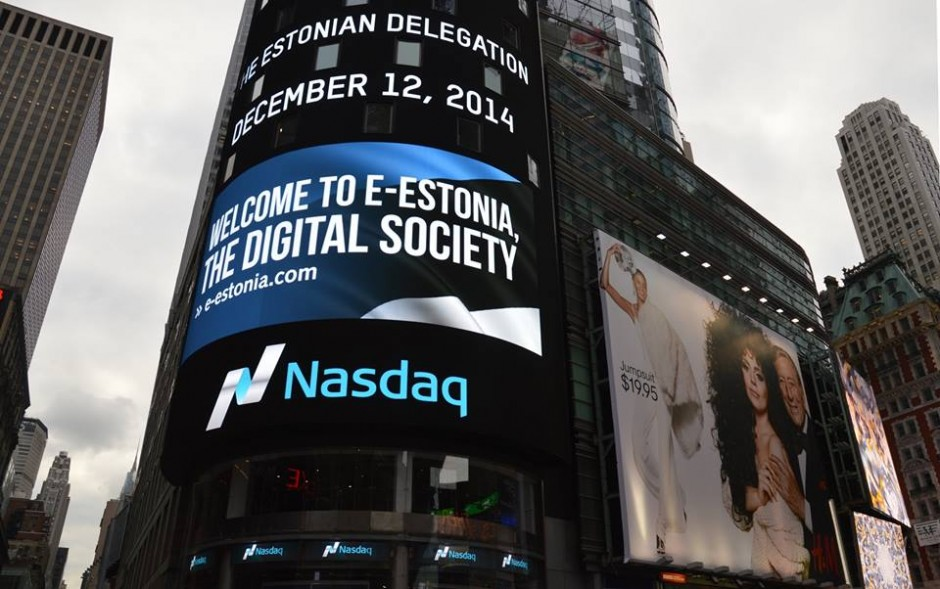 HE ESTONIAN DELEGATION
DECEMBER 12, 2014
WELCOME TO E-ESTONIA,
THE DIGITAL SOCIETY
» e-estonia.com
Nasdaq
Jumpsuit
$19.95
H&M
Nasdaq
Nasdaq
Nasdaq
Nasdaq